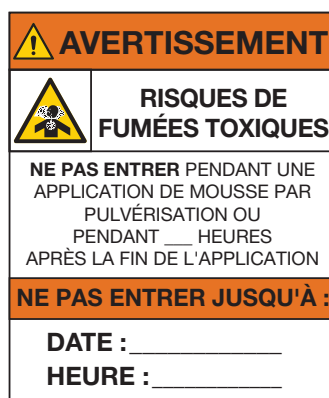 AVERTISSEMENT
RISQUES DE
FUMÉES TOXIQUES
NE PAS ENTRER PENDANT UNE
APPLICATION DE MOUSSE PAR
PULVÉRISATION OU
PENDANT ___ HEURES
APRÈS LA FIN DE L'APPLICATION
NE PAS ENTRER JUSQU'À :
DATE :____________
HEURE :___________